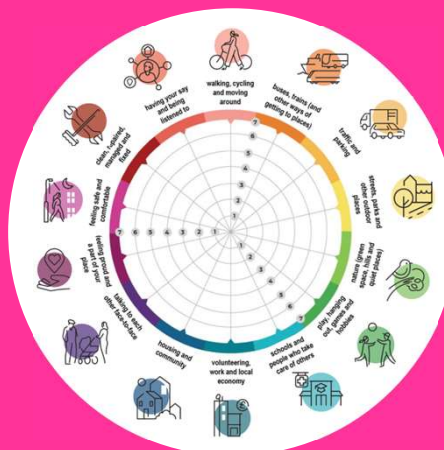 walking, cycling
and moving
around
buses, trains (and
other ways of
getting to places)
traffic and
parking
streets, parks and
other outdoor
places
nature (green
space, hills and
quiet places)
play, hanging
out, games and
hobbies
schools and
people who take
care of others
volunteering,
work and local
economy
housing and
community
talking to each
other face-to-face
feeling proud and
a part of your
place
feeling safe and
comfortable
clean, repaired,
managed and
fixed
having your say
and being
listened to
7
6
5
4
3
2
1
7 6 5 4 3 2 1
1
2
3
4
5
6
7